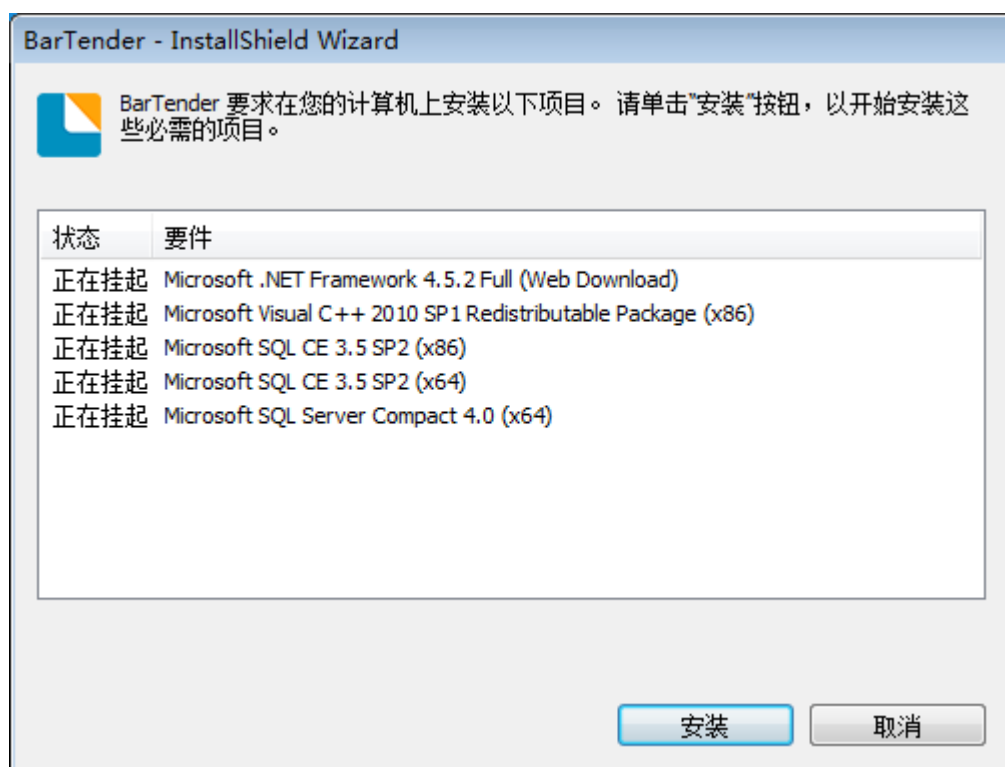 BarTender - InstallShield Wizard
BarTender 要求在您的计算机上安装以下项目。 请单击"安装"按钮，以开始安装这
些必需的项目。
状态 要件
正在挂起 Microsoft .NET Framework 4.5.2 Full (Web Download)
正在挂起 Microsoft Visual C++ 2010 SP1 Redistributable Package (x86)
正在挂起 Microsoft SQL CE 3.5 SP2 (x86)
正在挂起 Microsoft SQL CE 3.5 SP2 (x64)
正在挂起 Microsoft SQL Server Compact 4.0 (x64)
安装 取消